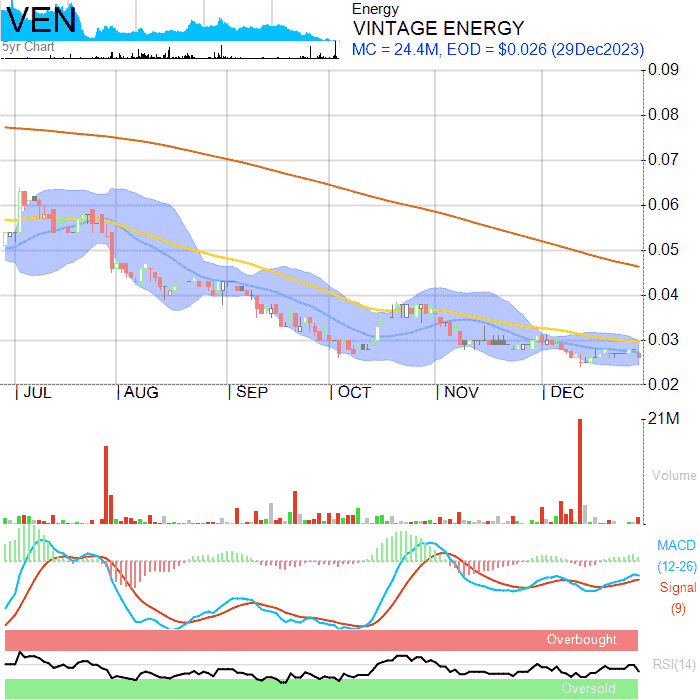 VEN
5yr Chart
Energy
VINTAGE ENERGY
MC = 24.4M, EOD = $0.026 (29Dec2023)
0.09
0.08
0.07
0.06
0.05
0.04
0.03
0.02
JUL AUG SEP OCT NOV DEC
21M
Volume
MACD
(12-26)
Signal
(9)
Overbought
RSI(14)
Oversold